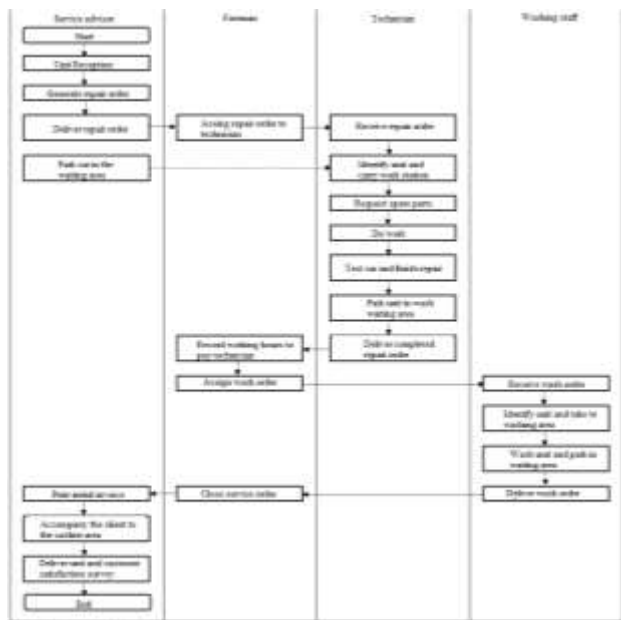 Service advisor
Foreman
Technician
Washing staff
Start
Unit Reception
Generate repair order
Deliver repair order
Assing repair order to
technician
Receive repair order
Park car in the
waiting area
Identify unit and
carry work station
Request spare parts
Do work
Test car and finish repair
Park unit in wash
waiting area
Record working hours to
pay technician
Deliver completed
repair order
Assign work order
Receive work order
Identify unit and take to
washing area
Wash unit and park in
waiting area
Print
invoice
Close service order
Deliver work order
Accompany the client to
the cashier area
Deliver unit and customer
satisfaction survey
End